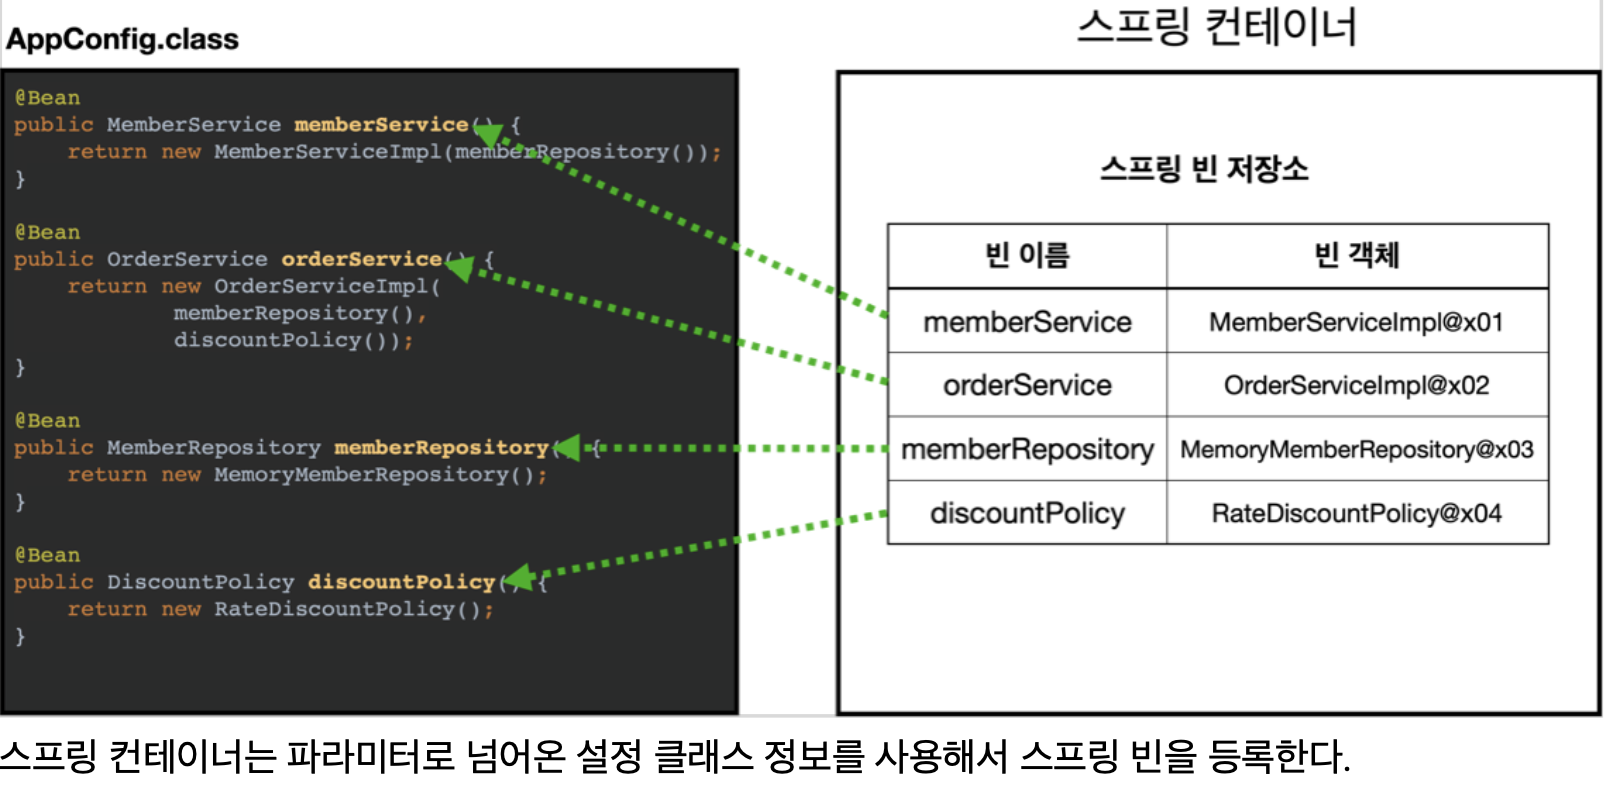 AppConfig.class
@Bean
public MemberService memberService() {
    return new MemberServiceImpl(memberRepository());
}
@Bean
public OrderService orderService() {
    return new OrderServiceImpl(
            memberRepository(),
            discountPolicy());
}
@Bean
public MemberRepository memberRepository() {
    return new MemoryMemberRepository();
}
@Bean
public DiscountPolicy discountPolicy() {
    return new RateDiscountPolicy();
}
스프링 컨테이너
스프링 빈 저장소
빈 이름 빈 객체
memberService MemberServiceImpl@x01
orderService OrderServiceImpl@x02
memberRepository MemoryMemberRepository@x03
discountPolicy RateDiscountPolicy@x04
스프링 컨테이너는 파라미터로 넘어온 설정 클래스 정보를 사용해서 스프링 빈을 등록한다.